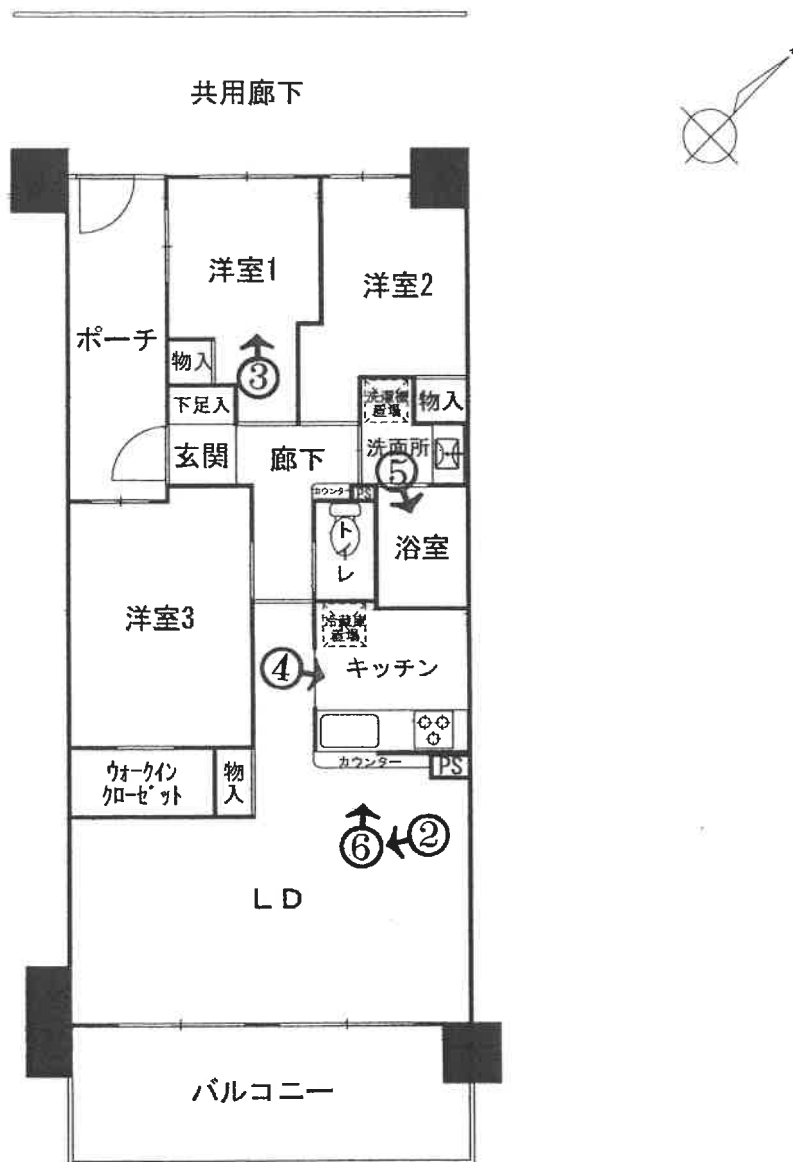 共用廊下
洋室1
洋室2
ポーチ
物入
③
下足入
洗濯機
置場
物入
玄関
廊下
洗面所
⑤
カウンター
PS
トイレ
浴室
洋室3
冷蔵庫
置場
④
キッチン
カウンター
PS
ウォークイン
クローゼット
物入
⑥
②
LD
バルコニー